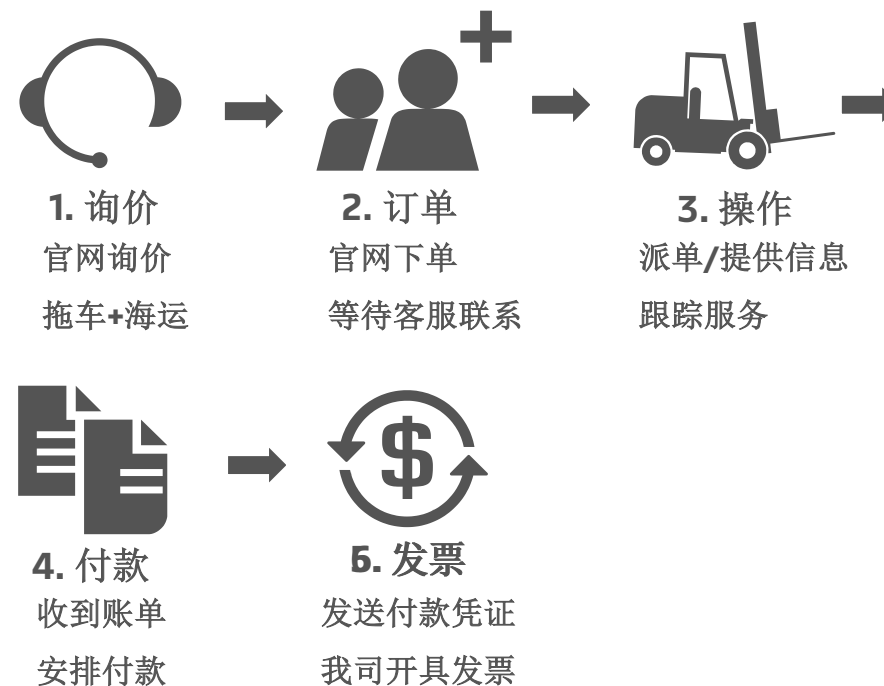 1. 询价
官网询价
拖车+海运
2. 订单
官网下单
等待客服联系
3. 操作
派单/提供信息
跟踪服务
4. 付款
收到账单
安排付款
$
5. 发票
发送付款凭证
我司开具发票